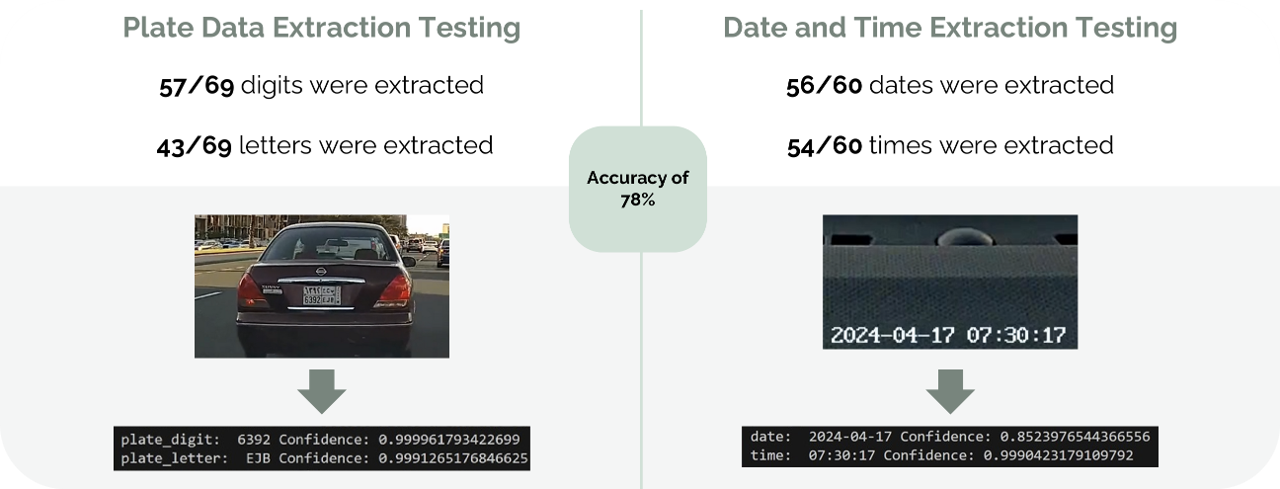 Plate Data Extraction Testing
57/69 digits were extracted
43/69 letters were extracted
6392 EJB
plate_digit:  6392 Confidence: 0.999961793422699
plate_letter:  EJB Confidence: 0.9991265176846625
Accuracy of
78%
Date and Time Extraction Testing
56/60 dates were extracted
54/60 times were extracted
2024-04-17 07:30:17
date:  2024-04-17 Confidence: 0.8523976544366556
time:  07:30:17 Confidence: 0.9990423179109792